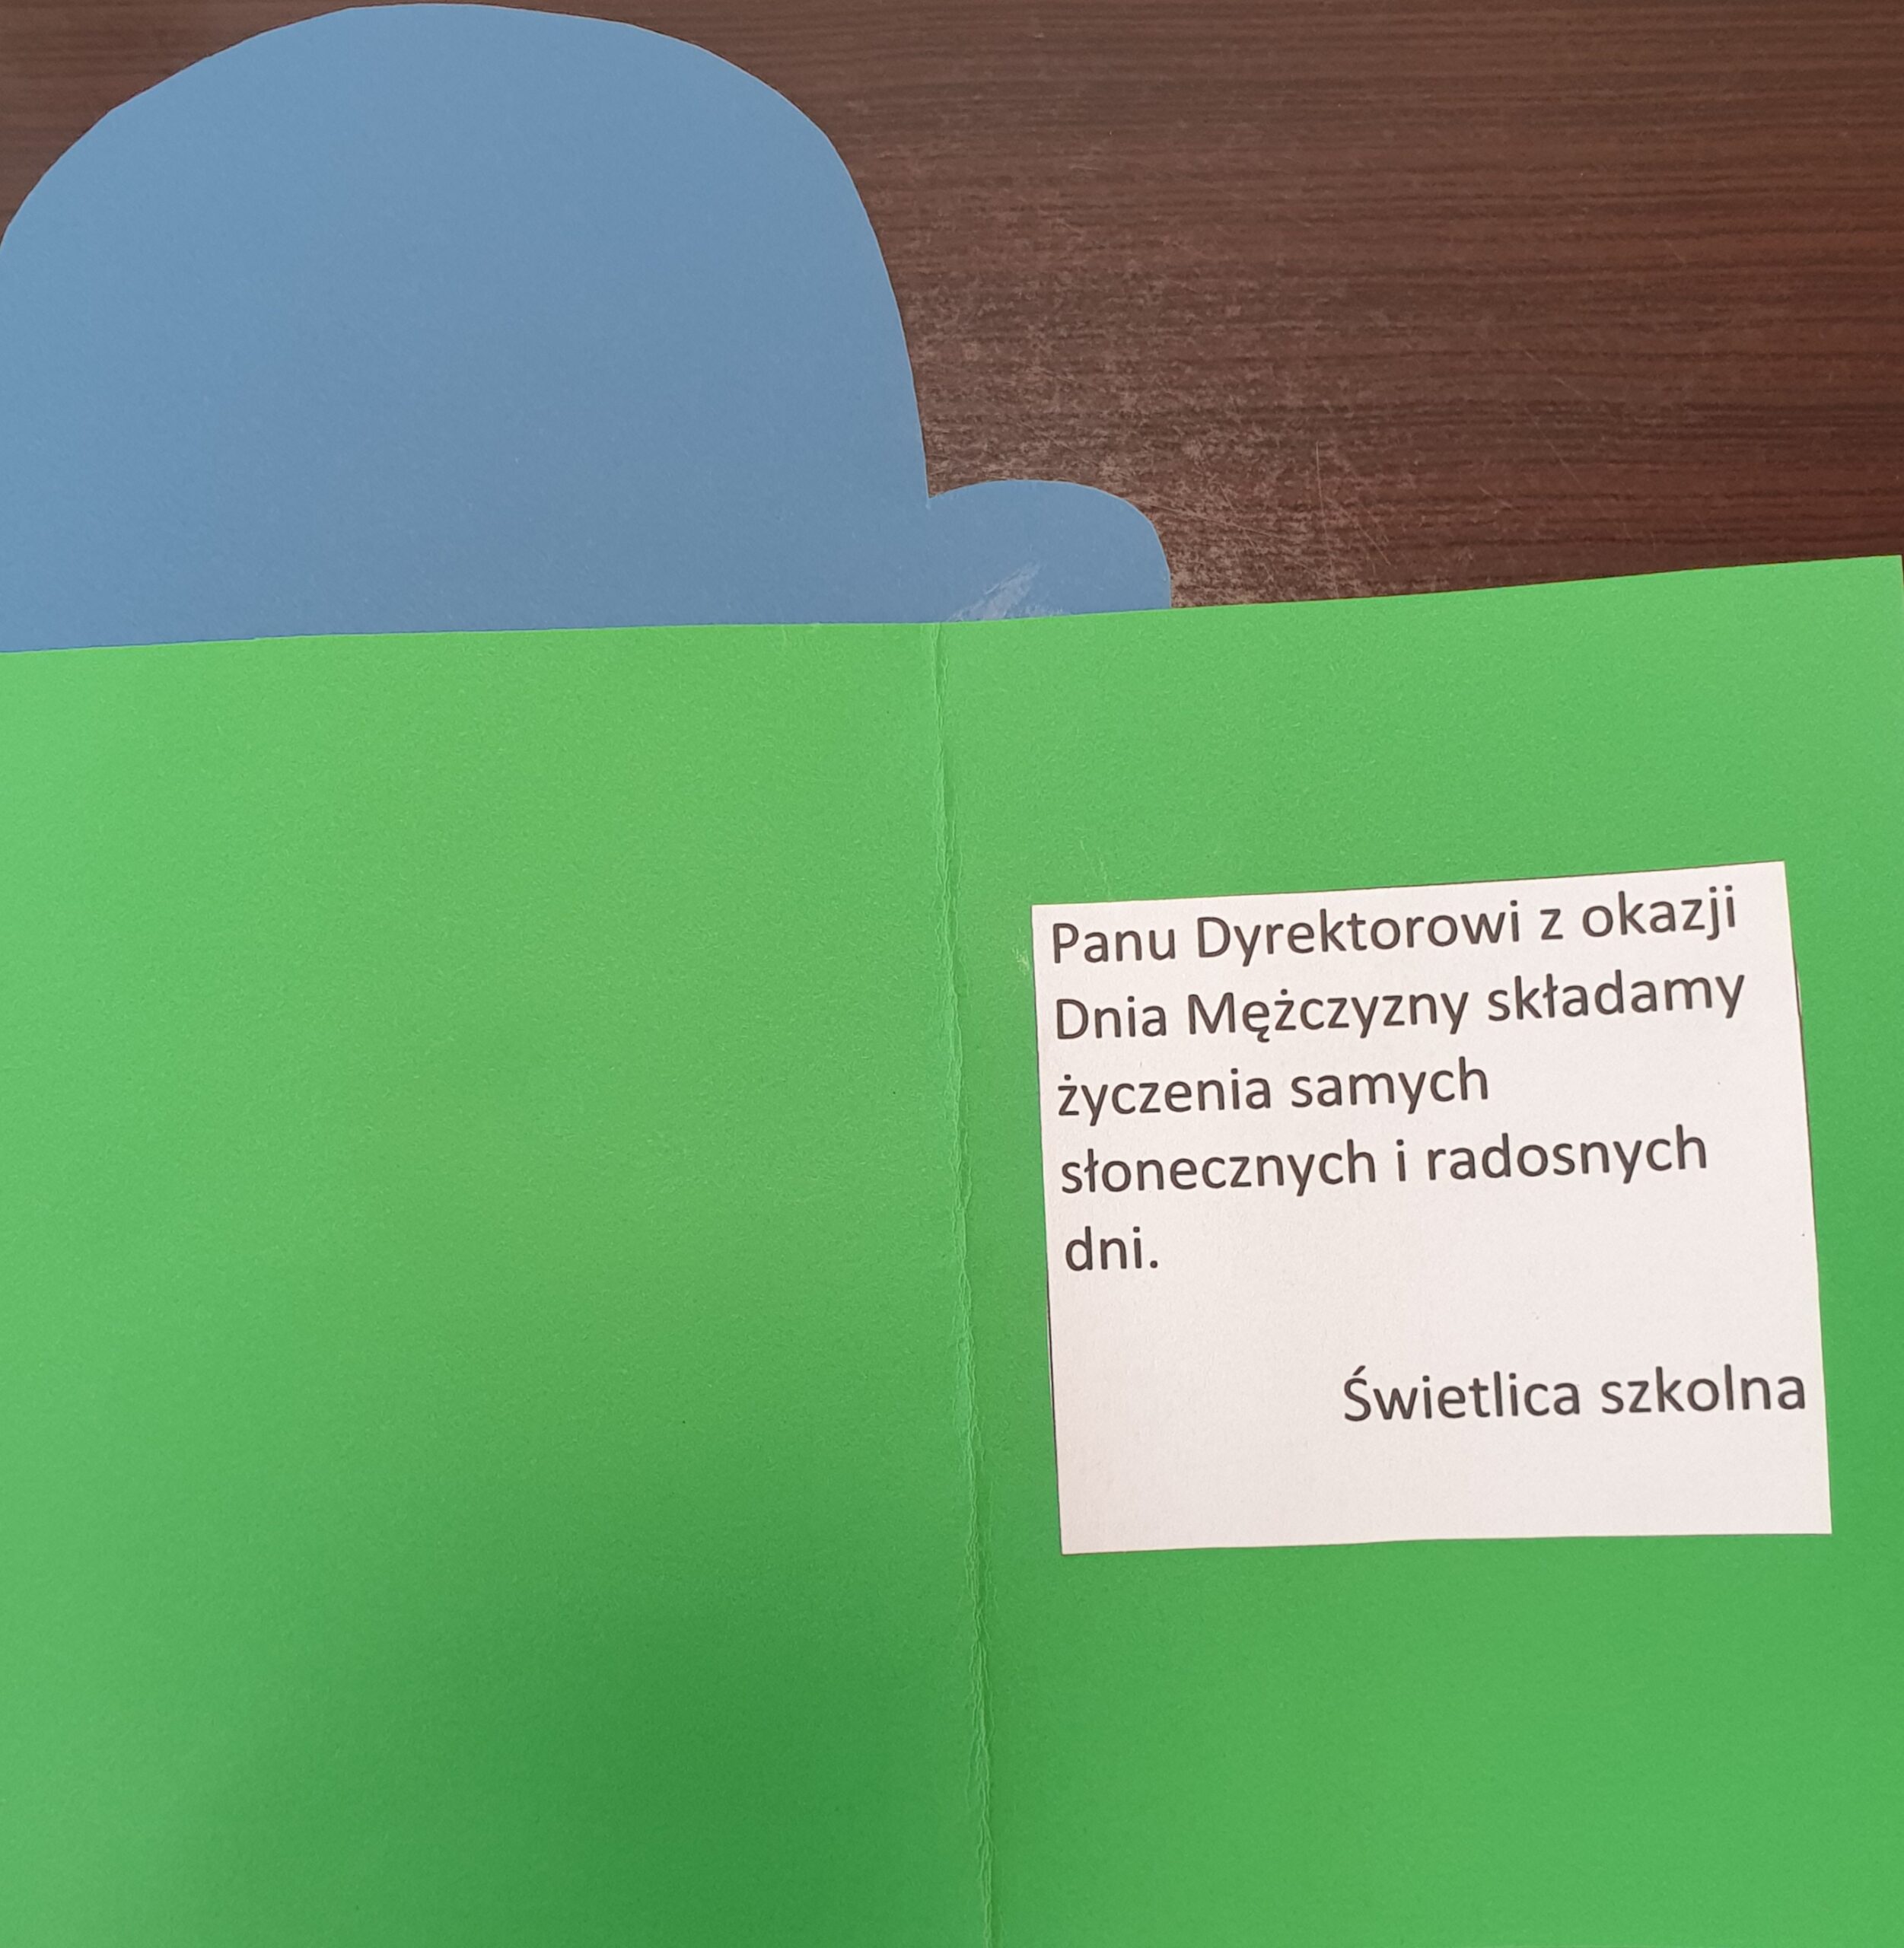 Panu Dyrektorowi z okazji
Dnia Mężczyzny składamy
życzenia samych
słonecznych i radosnych
dni.
Świetlica szkolna